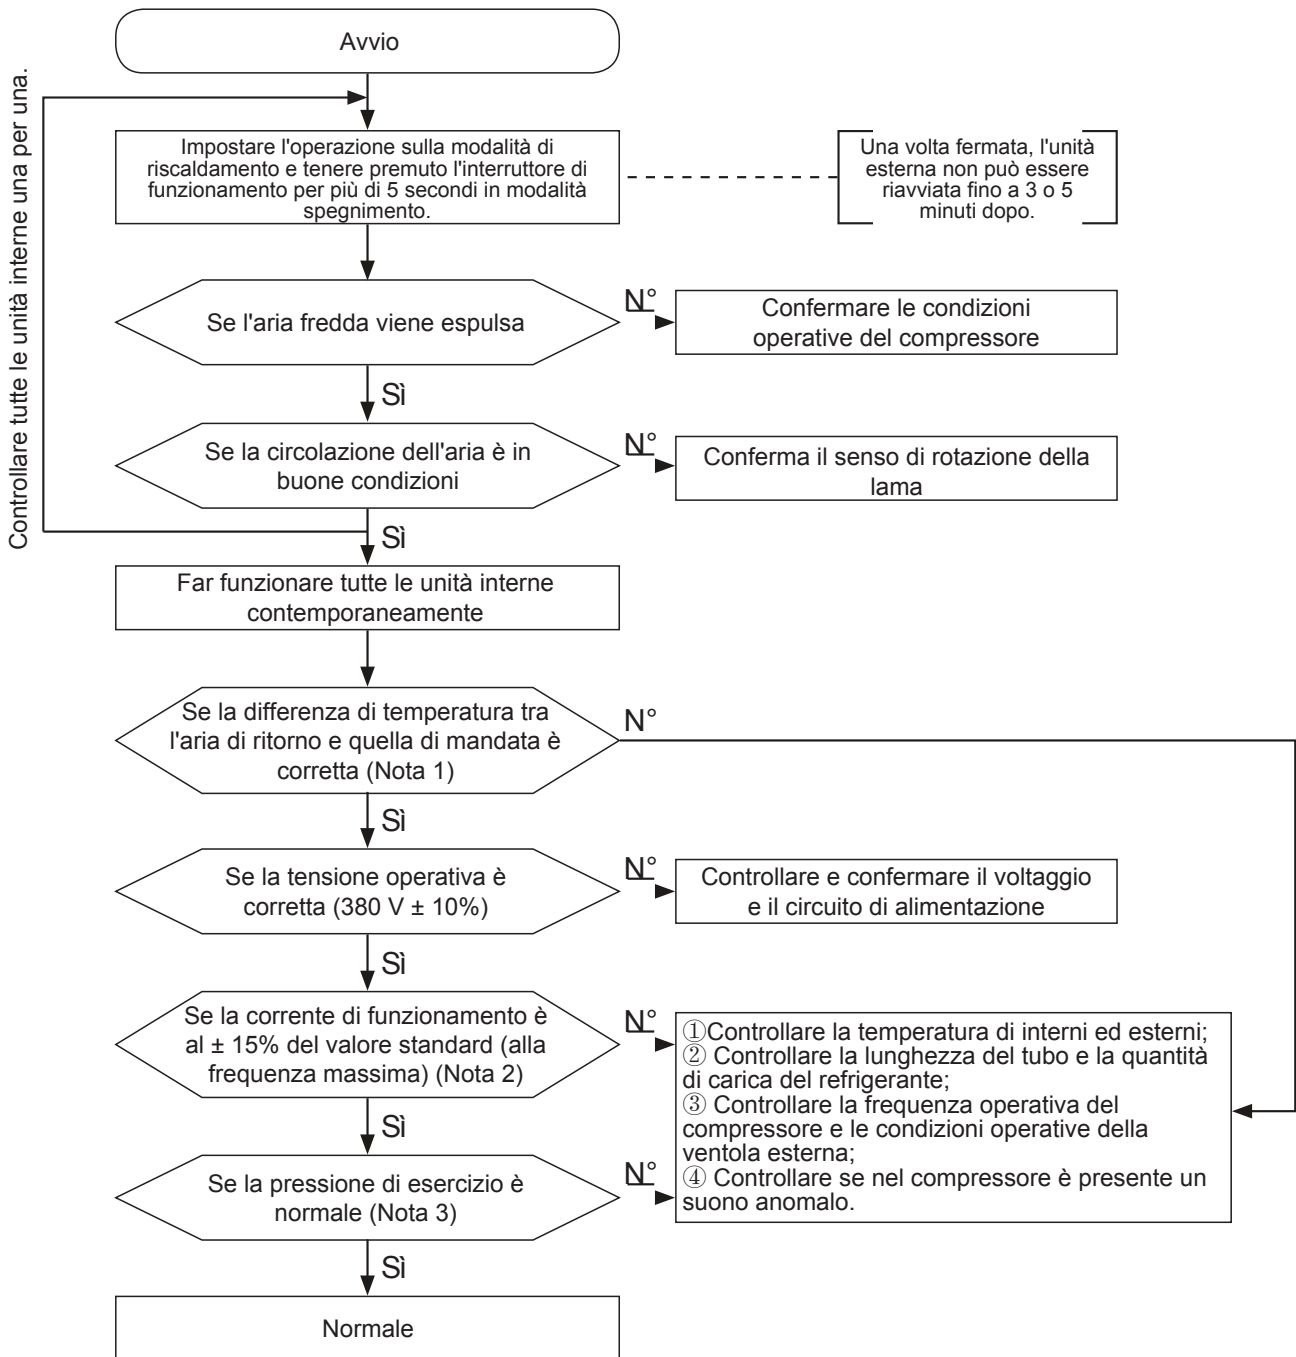 Avvio
Controllare tutte le unità interne una per una.
Impostare l'operazione sulla modalità di
riscaldamento e tenere premuto l'interruttore di
funzionamento per più di 5 secondi in modalità
spegnimento.
Una volta fermata, l'unità
esterna non può essere
riavviata fino a 3 o 5
minuti dopo.
Se l'aria fredda viene espulsa
N°
Confermare le condizioni
operative del compressore
Sì
Se la circolazione dell'aria è in
buone condizioni
N°
Conferma il senso di rotazione della
lama
Sì
Far funzionare tutte le unità interne
contemporaneamente
Se la differenza di temperatura tra
l'aria di ritorno e quella di mandata è
corretta (Nota 1)
N°
Sì
Se la tensione operativa è
corretta (380 V ± 10%)
N°
Controllare e confermare il voltaggio
e il circuito di alimentazione
Sì
Se la corrente di funzionamento è
al ± 15% del valore standard (alla
frequenza massima) (Nota 2)
N°
①Controllare la temperatura di interni ed esterni;
② Controllare la lunghezza del tubo e la quantità
di carica del refrigerante;
③ Controllare la frequenza operativa del
compressore e le condizioni operative della
ventola esterna;
④ Controllare se nel compressore è presente un
suono anomalo.
Sì
Se la pressione di esercizio è
normale (Nota 3)
N°
Sì
Normale